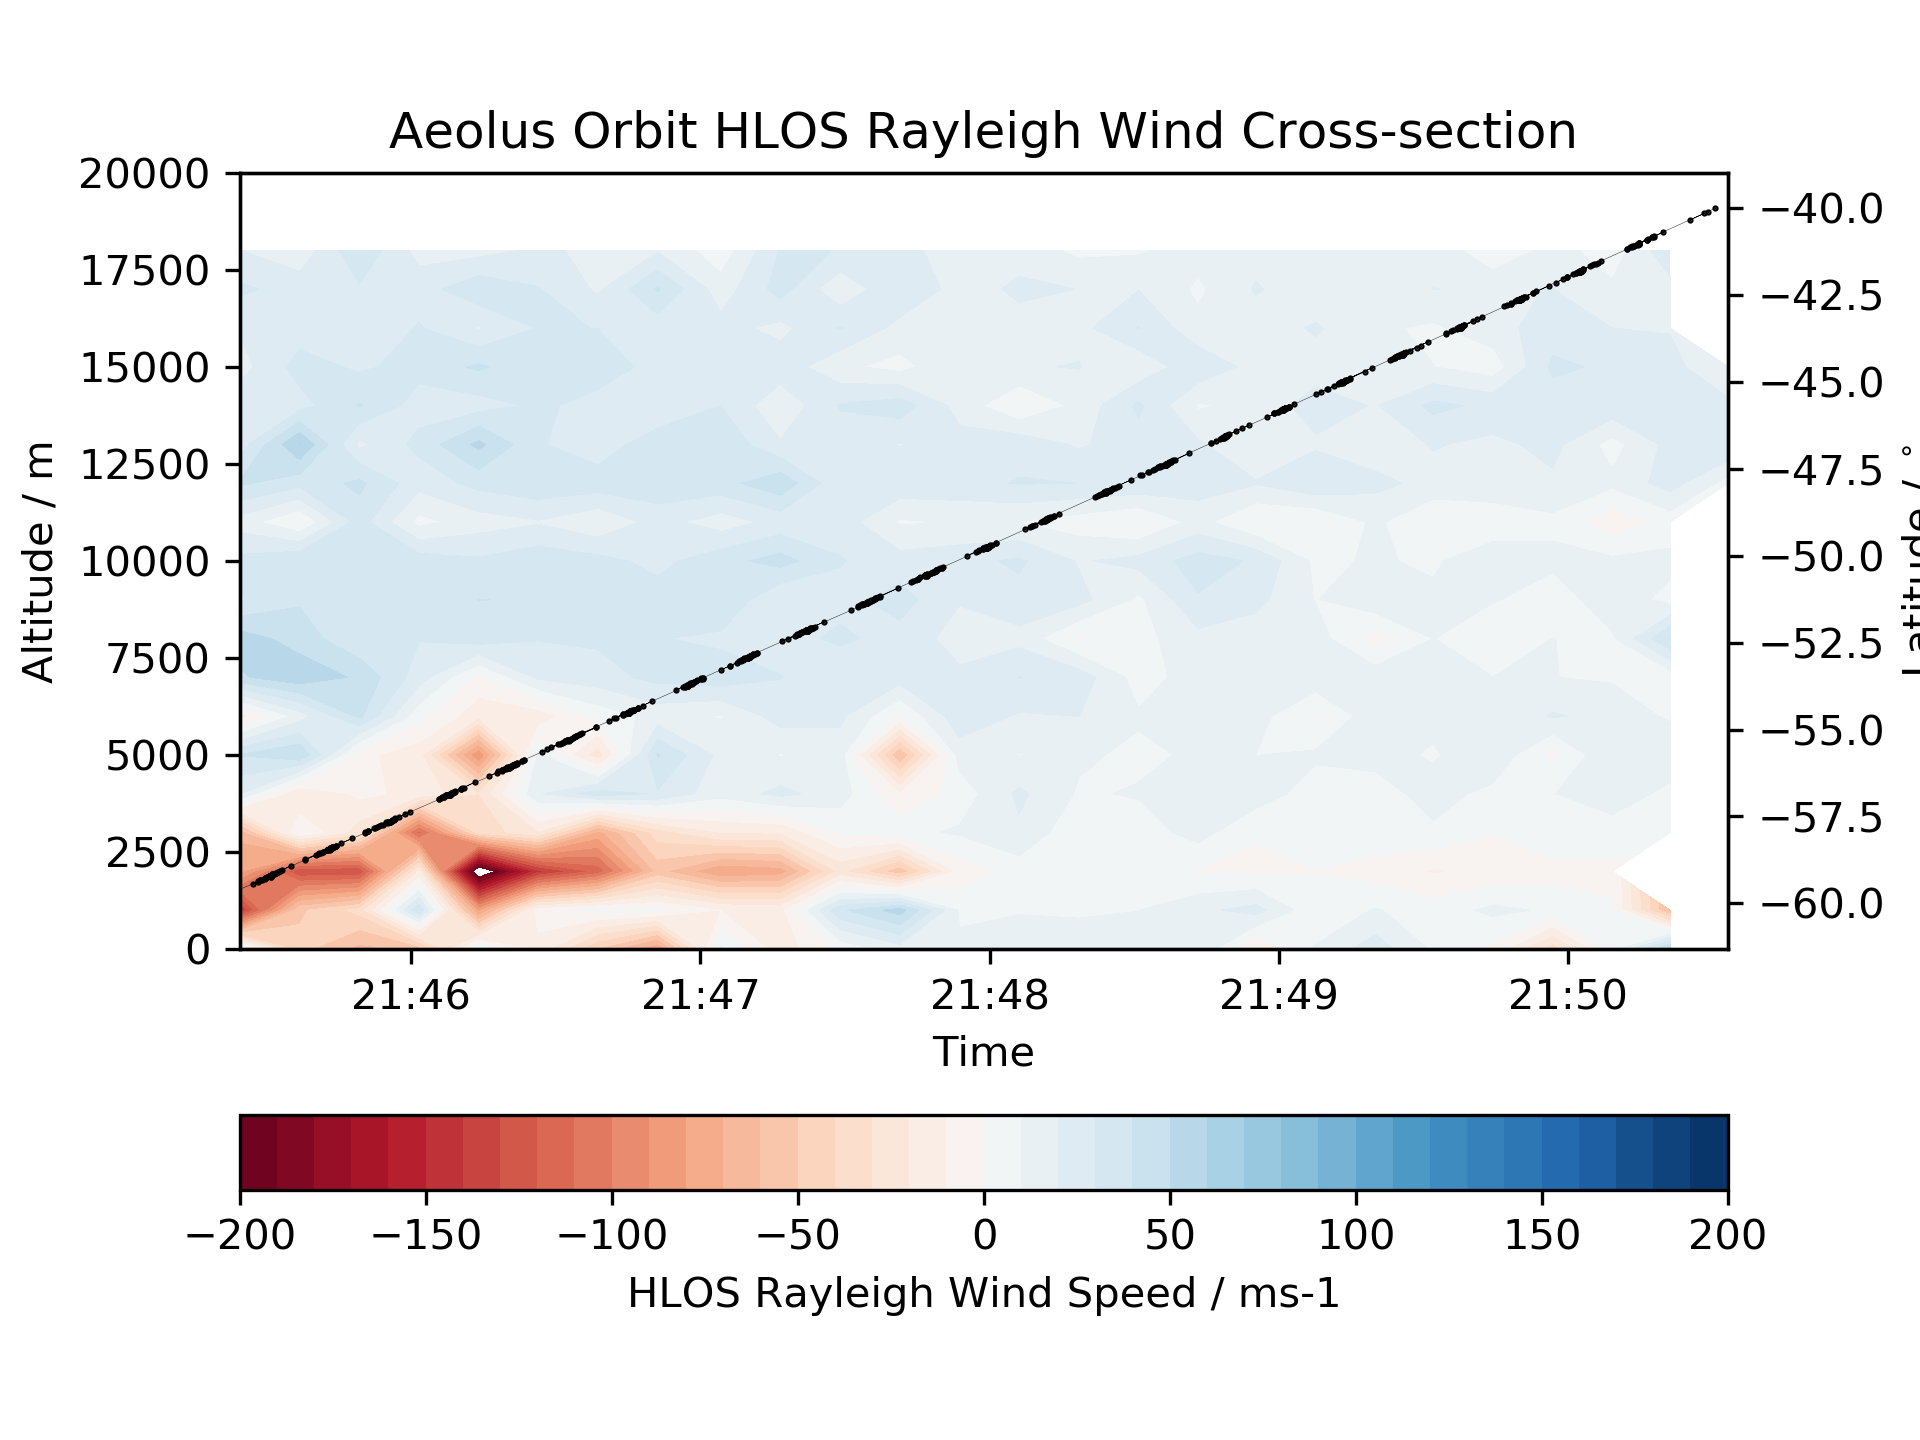 Aeolus Orbit HLOS Rayleigh Wind Cross-section
20000
17500
15000
12500
10000
7500
5000
2500
0
Altitude / m
−40.0
−42.5
−45.0
−47.5
−50.0
−52.5
−55.0
−57.5
−60.0
Latitude / °
21:46 21:47 21:48 21:49 21:50
Time
−200 −150 −100 −50 0 50 100 150 200
HLOS Rayleigh Wind Speed / ms-1